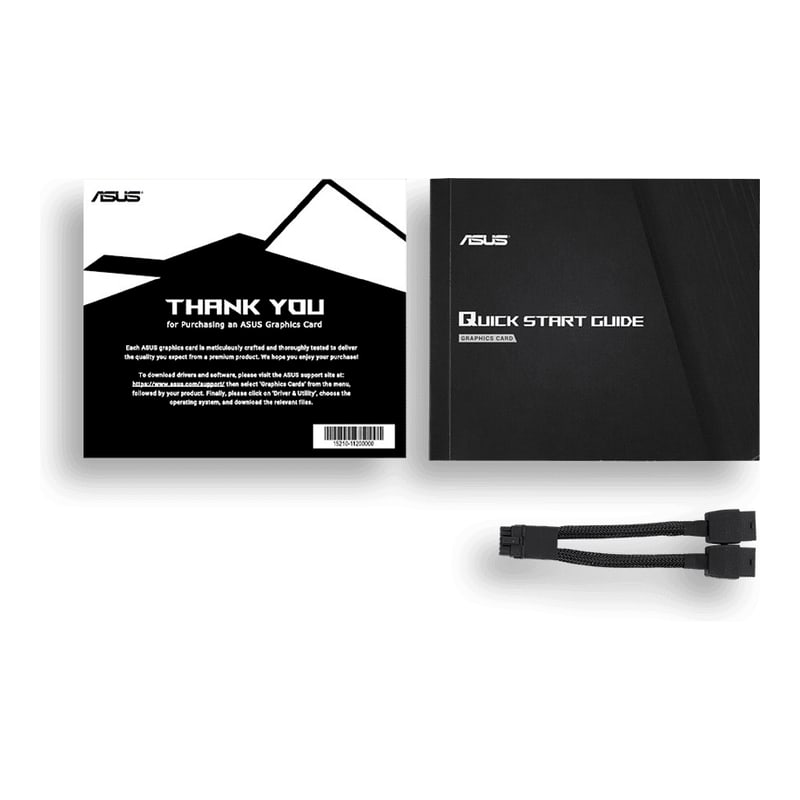 ASUS
THANK YOU
for Purchasing an ASUS Graphics Card
Each ASUS graphics card is meticulously crafted and thoroughly tested to deliver
the quality you expect from a premium product. We hope you enjoy your purchase!
To download drivers and software, please visit the ASUS support site at:
https://www.asus.com/support/ then select 'Graphics Cards' from the menu,
followed by your product. Finally, please click on 'Driver & Utility', choose the
operating system, and download the relevant files.
15210-11200000
ASUS
QUICK START GUIDE
GRAPHICS CARD